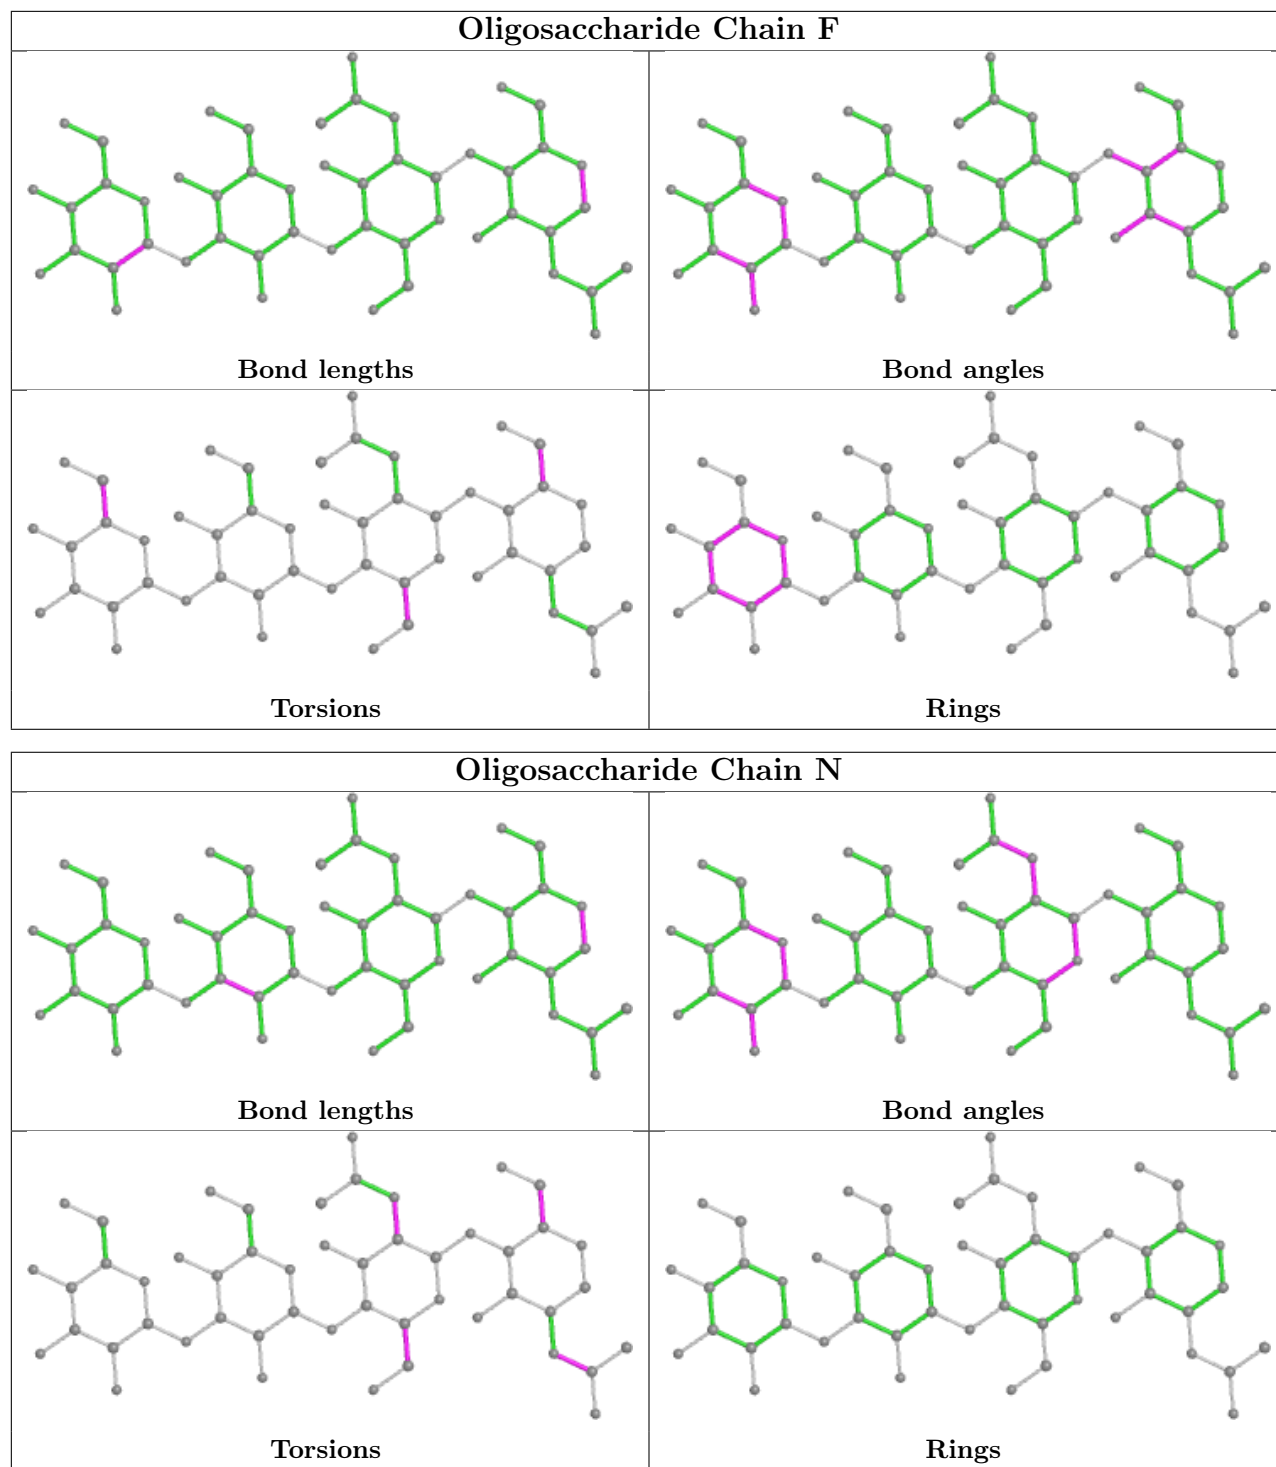 Oligosaccharide Chain F
Bond lengths
Bond angles
Torsions
Rings
Oligosaccharide Chain N
Bond lengths
Bond angles
Torsions
Rings